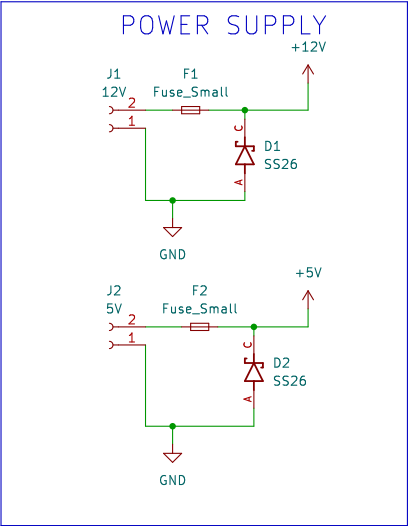 POWER SUPPLY
+12V
J1
12V
F1
Fuse_Small
2
1
C
A
D1
SS26
GND
+5V
J2
5V
F2
Fuse_Small
2
1
C
A
D2
SS26
GND